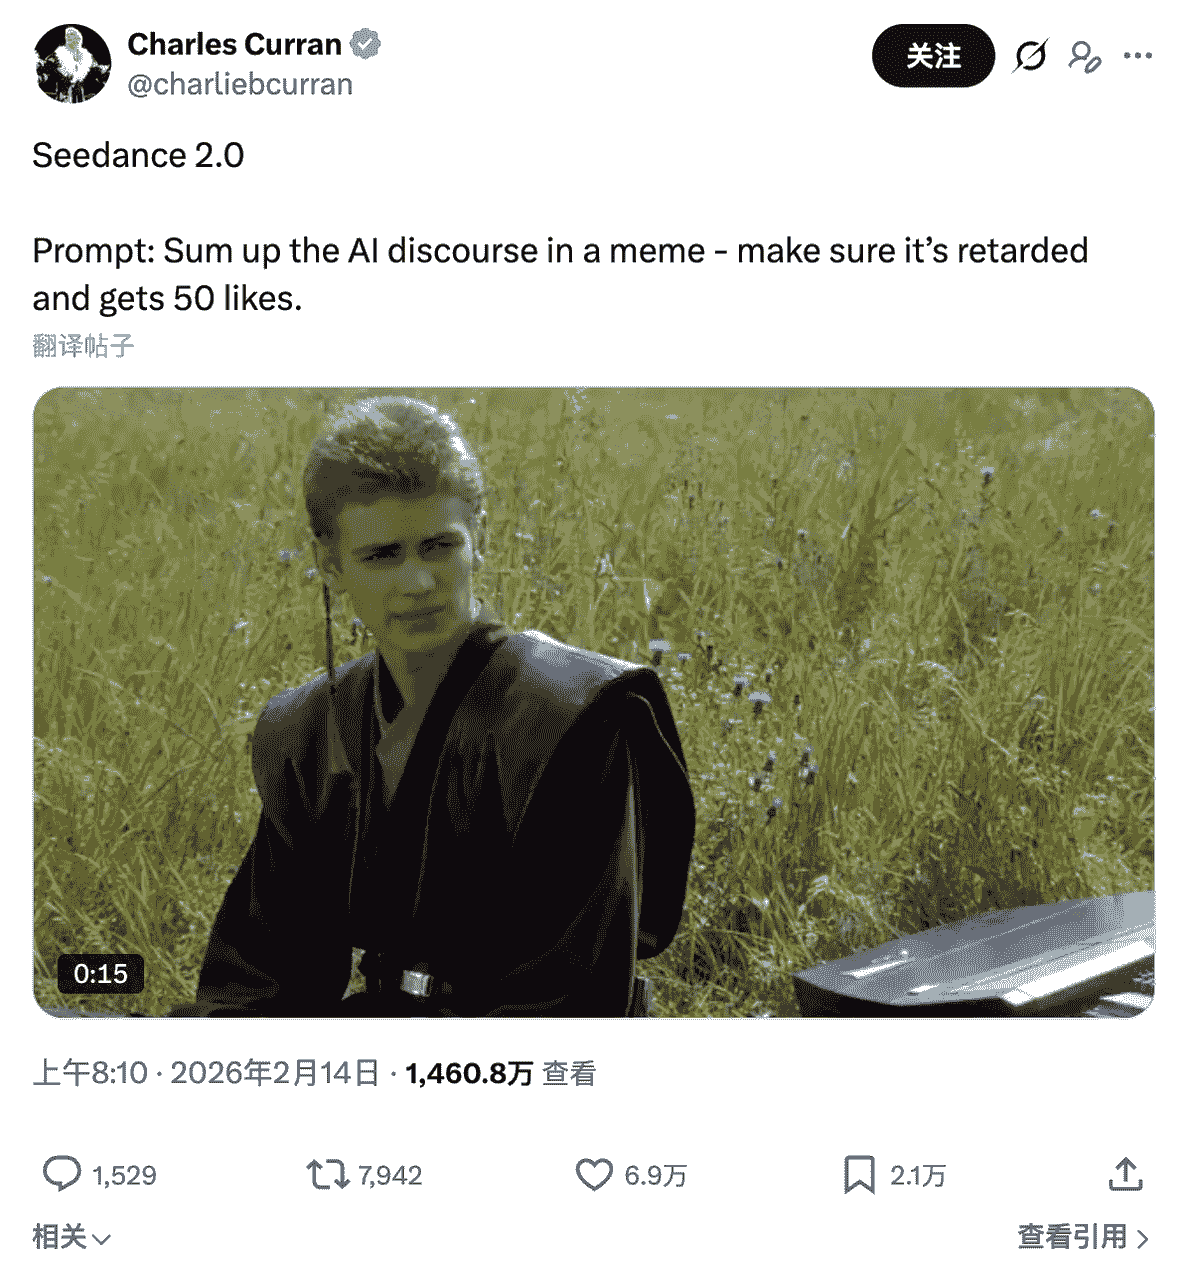 Charles Curran
@charliebcurran
关注
Seedance 2.0
Prompt: Sum up the AI discourse in a meme - make sure it’s retarded
and gets 50 likes.
翻译帖子
0:15
上午8:10 · 2026年2月14日 · 1,460.8万 查看
1,529 7,942 6.9万 2.1万
相关
查看引用